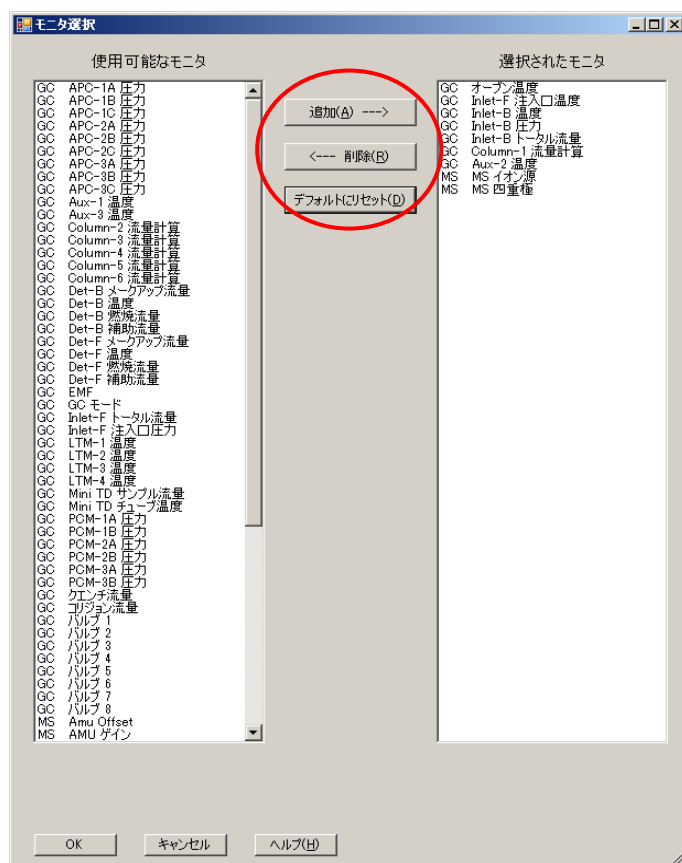 モニタ選択
使用可能なモニタ
選択されたモニタ
GC APC-1A 圧力
GC APC-1B 圧力
GC APC-1C 圧力
GC APC-2A 圧力
GC APC-2B 圧力
GC APC-2C 圧力
GC APC-3A 圧力
GC APC-3B 圧力
GC APC-3C 圧力
GC Aux-1 温度
GC Aux-3 温度
GC Column-2 流量計算
GC Column-3 流量計算
GC Column-4 流量計算
GC Column-5 流量計算
GC Column-6 流量計算
GC Det-B メークアップ流量
GC Det-B 温度
GC Det-B 燃焼流量
GC Det-B 補助流量
GC Det-F メークアップ流量
GC Det-F 温度
GC Det-F 燃焼流量
GC Det-F 補助流量
GC EMF
GC GC モード
GC Inlet-F トータル流量
GC Inlet-F 注入口圧力
GC LTM-1 温度
GC LTM-2 温度
GC LTM-3 温度
GC LTM-4 温度
GC Mini TD サンプル流量
GC Mini TD チューブ温度
GC PCM-1A 圧力
GC PCM-1B 圧力
GC PCM-2A 圧力
GC PCM-2B 圧力
GC PCM-3A 圧力
GC PCM-3B 圧力
GC クエンチ流量
GC コリジョン流量
GC バルブ 1
GC バルブ 2
GC バルブ 3
GC バルブ 4
GC バルブ 5
GC バルブ 6
GC バルブ 7
GC バルブ 8
MS Amu Offset
MS AMU ゲイン
追加(A) --->
<--- 削除(R)
デフォルトにリセット(D)
GC オーブン温度
GC Inlet-F 注入口温度
GC Inlet-B 温度
GC Inlet-B 圧力
GC Inlet-B トータル流量
GC Column-1 流量計算
GC Aux-2 温度
MS MS イオン源
MS MS 四重極
OK
キャンセル
ヘルプ(H)